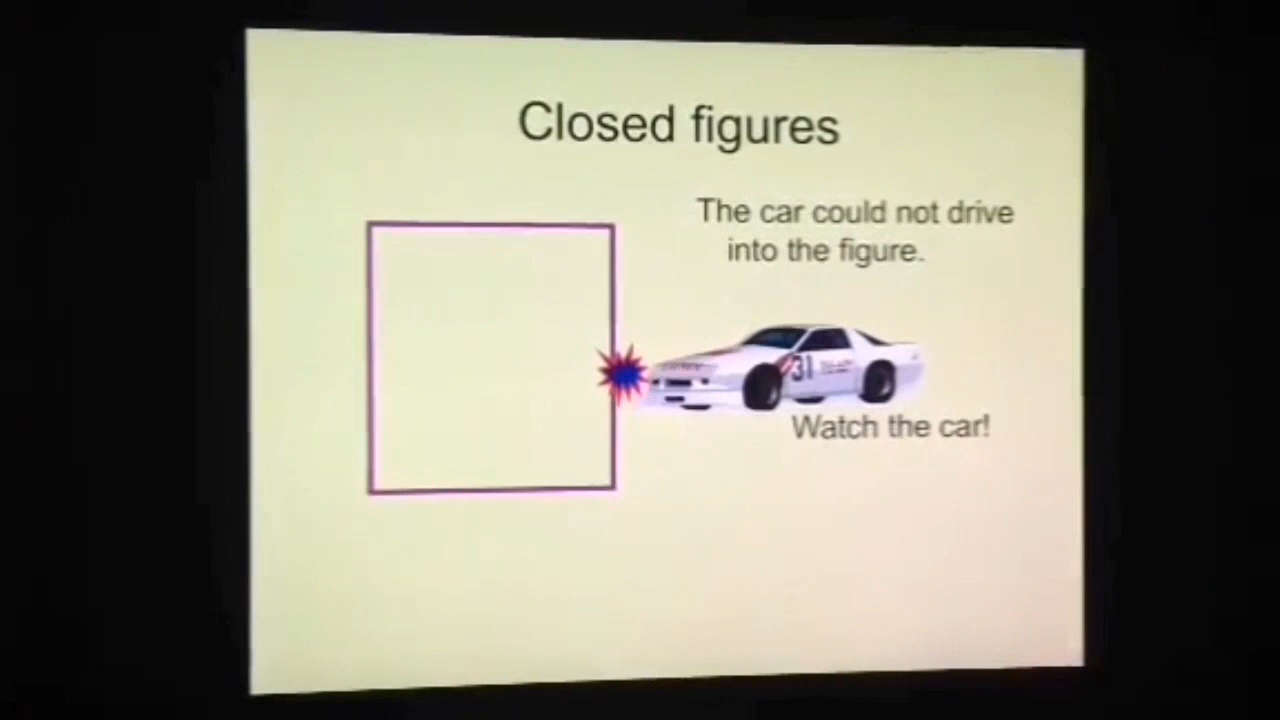 Closed figures
The car could not drive
into the figure.
31
Watch the car!